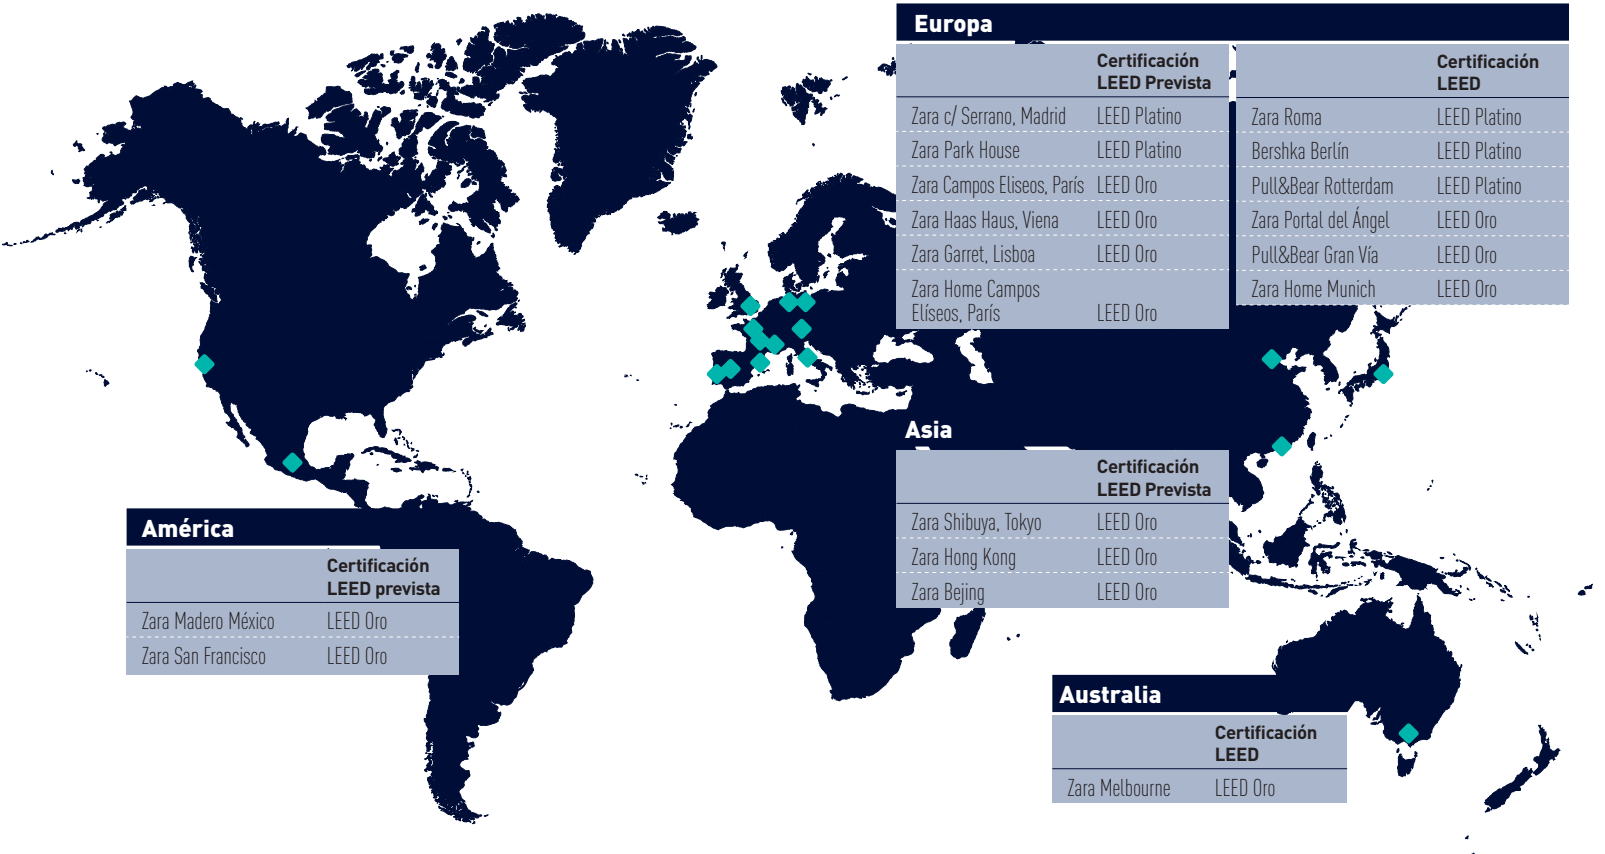 Europa
Certificación
LEED Prevista
Zara c/ Serrano, Madrid LEED Platino
Zara Park House LEED Platino
Zara Campos Eliseos, París LEED Oro
Zara Haas Haus, Viena LEED Oro
Zara Garret, Lisboa LEED Oro
Zara Home Campos
Elíseos, París LEED Oro
Certificación
LEED
Zara Roma LEED Platino
Bershka Berlín LEED Platino
Pull&Bear Rotterdam LEED Platino
Zara Portal del Ángel LEED Oro
Pull&Bear Gran Vía LEED Oro
Zara Home Munich LEED Oro
Asia
Certificación
LEED Prevista
Zara Shibuya, Tokyo LEED Oro
Zara Hong Kong LEED Oro
Zara Bejing LEED Oro
América
Certificación
LEED prevista
Zara Madero México LEED Oro
Zara San Francisco LEED Oro
Australia
Certificación
LEED
Zara Melbourne LEED Oro